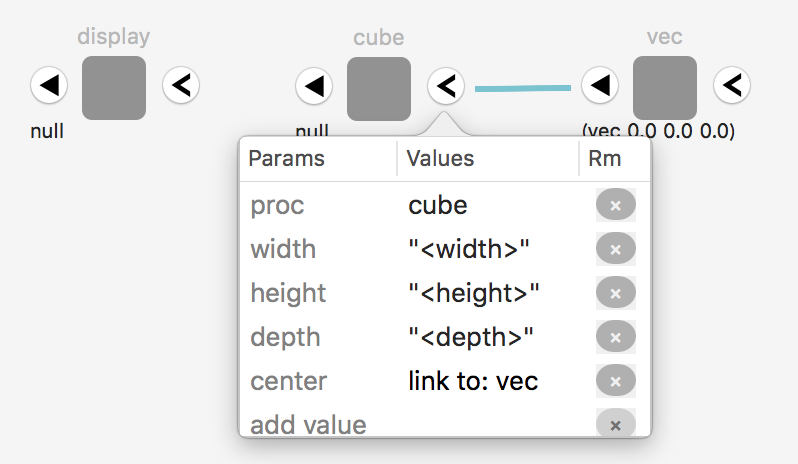 display
cube
vec
null
null
(vec 0.0 0.0 0.0)
Params Values Rm
proc cube ×
width "<width>" ×
height "<height>" ×
depth "<depth>" ×
center link to: vec ×
add value ×